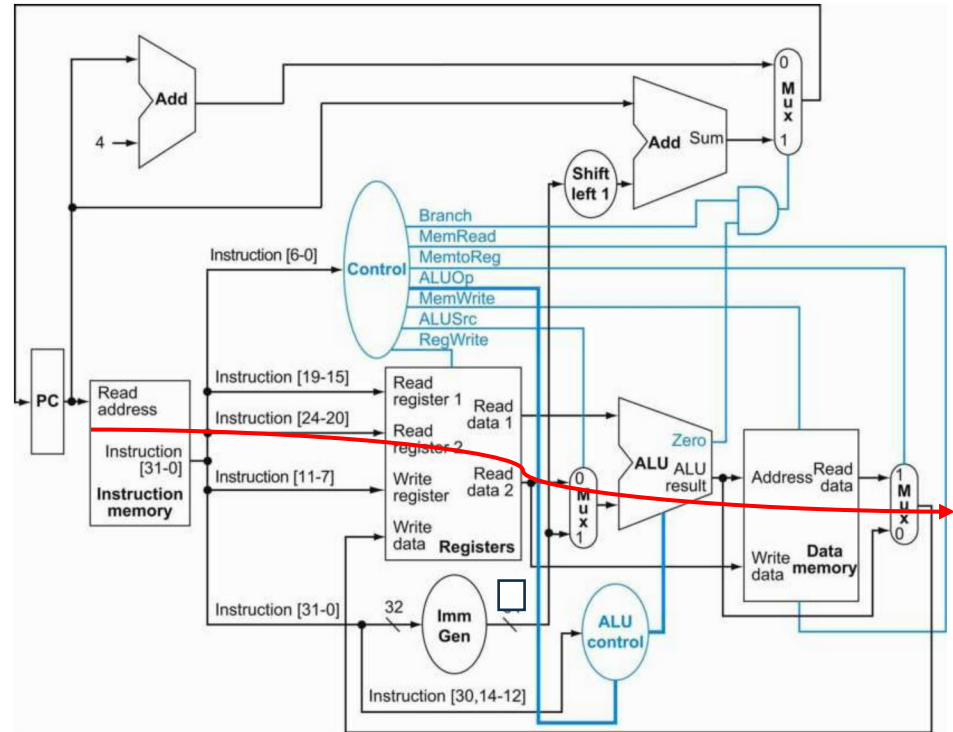 0
M
u
x
1
Add
4
Add Sum
Shift
left 1
Branch
MemRead
MemtoReg
ALUOp
MemWrite
ALUSrc
RegWrite
Instruction [6-0]
Control
PC
Read
address
Instruction
[31-0]
Instruction
memory
Instruction [19-15]
Instruction [24-20]
Instruction [11-7]
Instruction [31-0]
Read
register 1
Read
register 2
Write
register
Write
data
Read
data 1
Read
data 2
Registers
0
M
u
x
1
Zero
ALU
ALU
result
Address
Read
data
Write
data
Data
memory
1
M
u
x
0
32
Imm
Gen
ALU
control
Instruction [30,14-12]